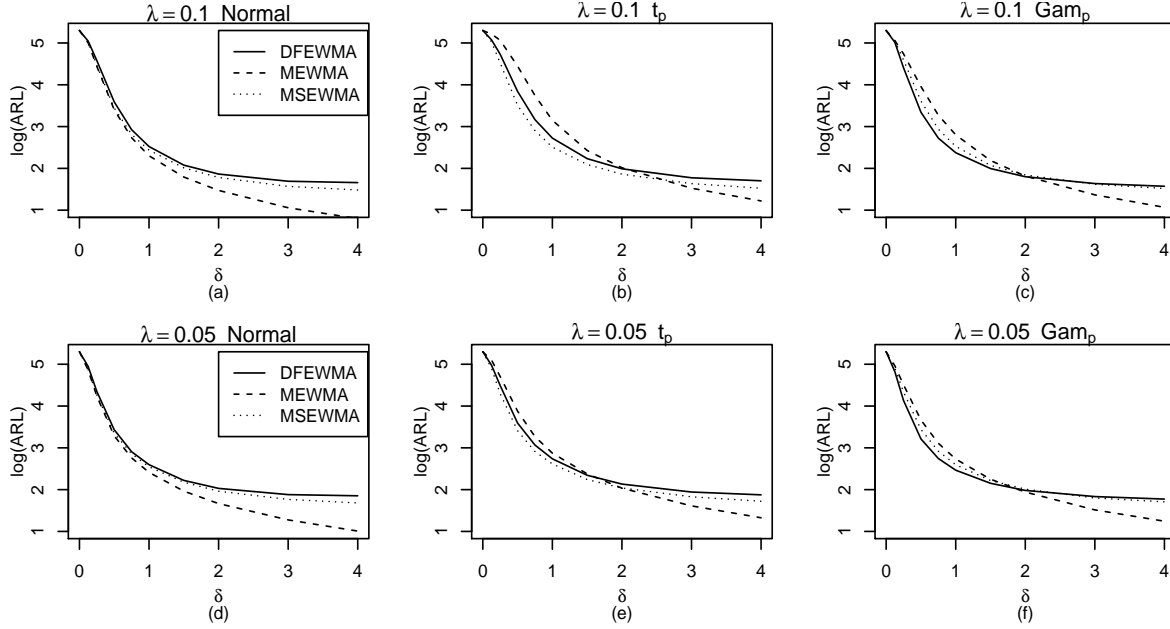 λ = 0.1 Normal
log(ARL)
5
4
3
2
1
DFEWMA
MEWMA
MSEWMA
0 1 2 3 4
δ
(a)
λ = 0.1 t_p
log(ARL)
5
4
3
2
1
0 1 2 3 4
δ
(b)
λ = 0.1 Gam_p
log(ARL)
5
4
3
2
1
0 1 2 3 4
δ
(c)
λ = 0.05 Normal
log(ARL)
5
4
3
2
1
DFEWMA
MEWMA
MSEWMA
0 1 2 3 4
δ
(d)
λ = 0.05 t_p
log(ARL)
5
4
3
2
1
0 1 2 3 4
δ
(e)
λ = 0.05 Gam_p
log(ARL)
5
4
3
2
1
0 1 2 3 4
δ
(f)